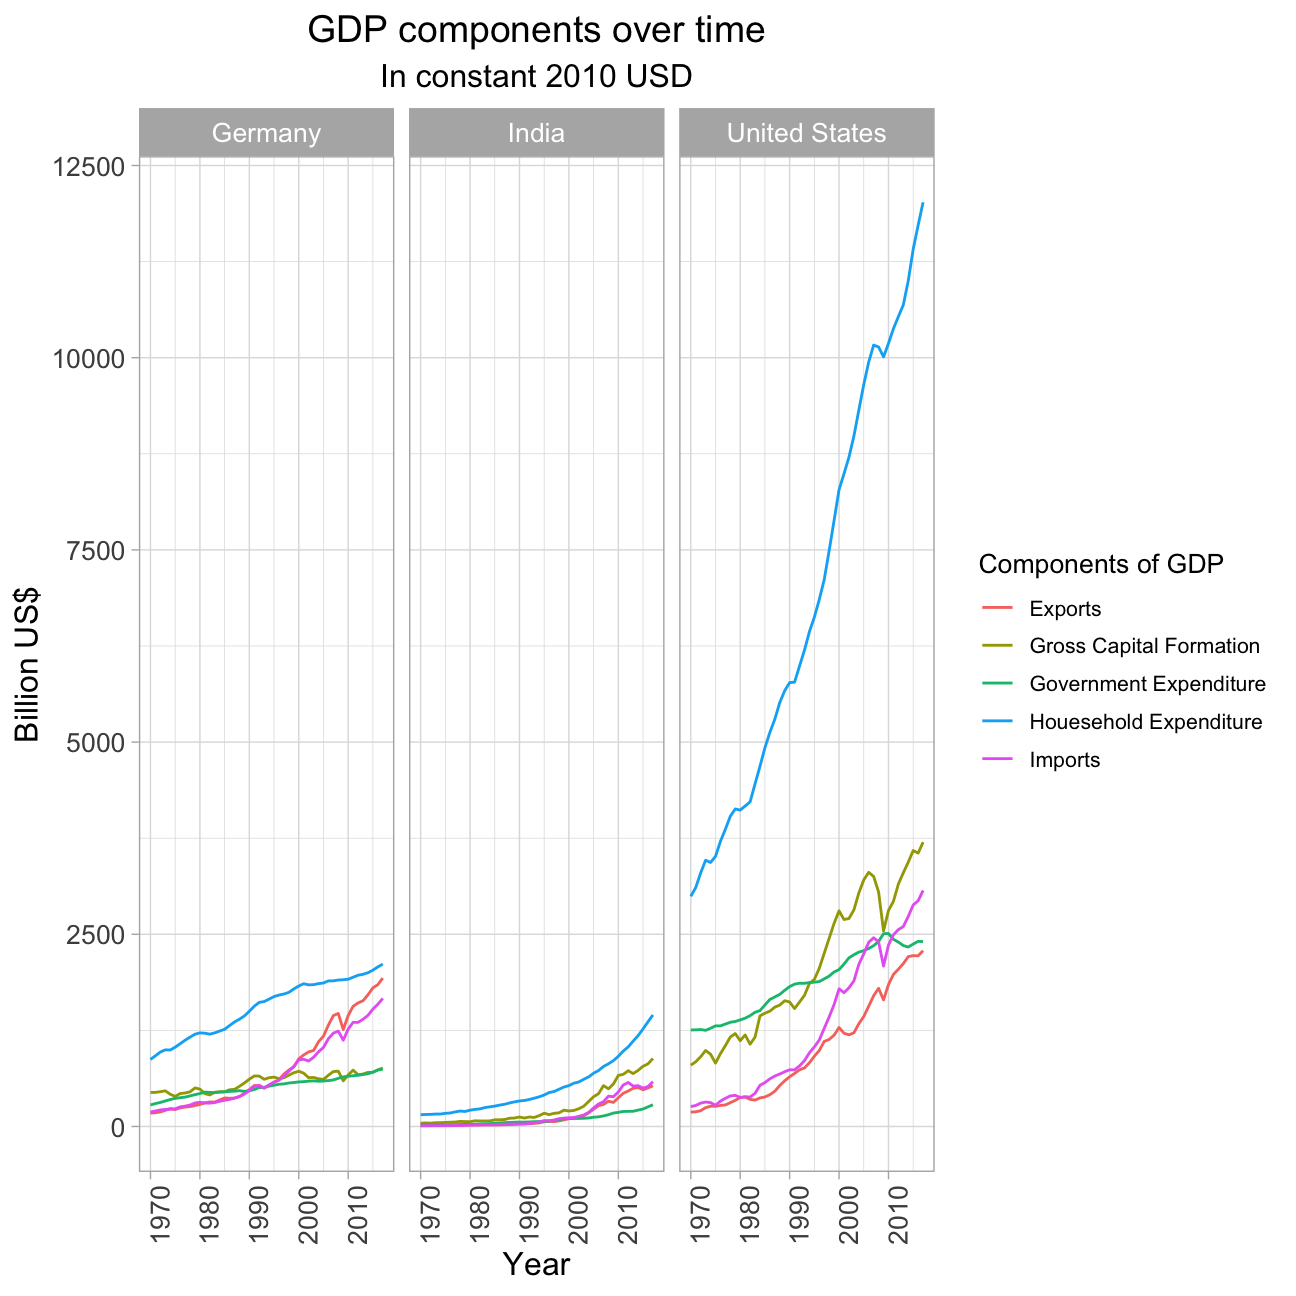 GDP components over time
In constant 2010 USD
Germany
India
United States
12500
10000
7500
5000
2500
0
Billion US$
1970
1980
1990
2000
2010
1970
1980
1990
2000
2010
1970
1980
1990
2000
2010
Year
Components of GDP
Exports
Gross Capital Formation
Government Expenditure
Houesehold Expenditure
Imports